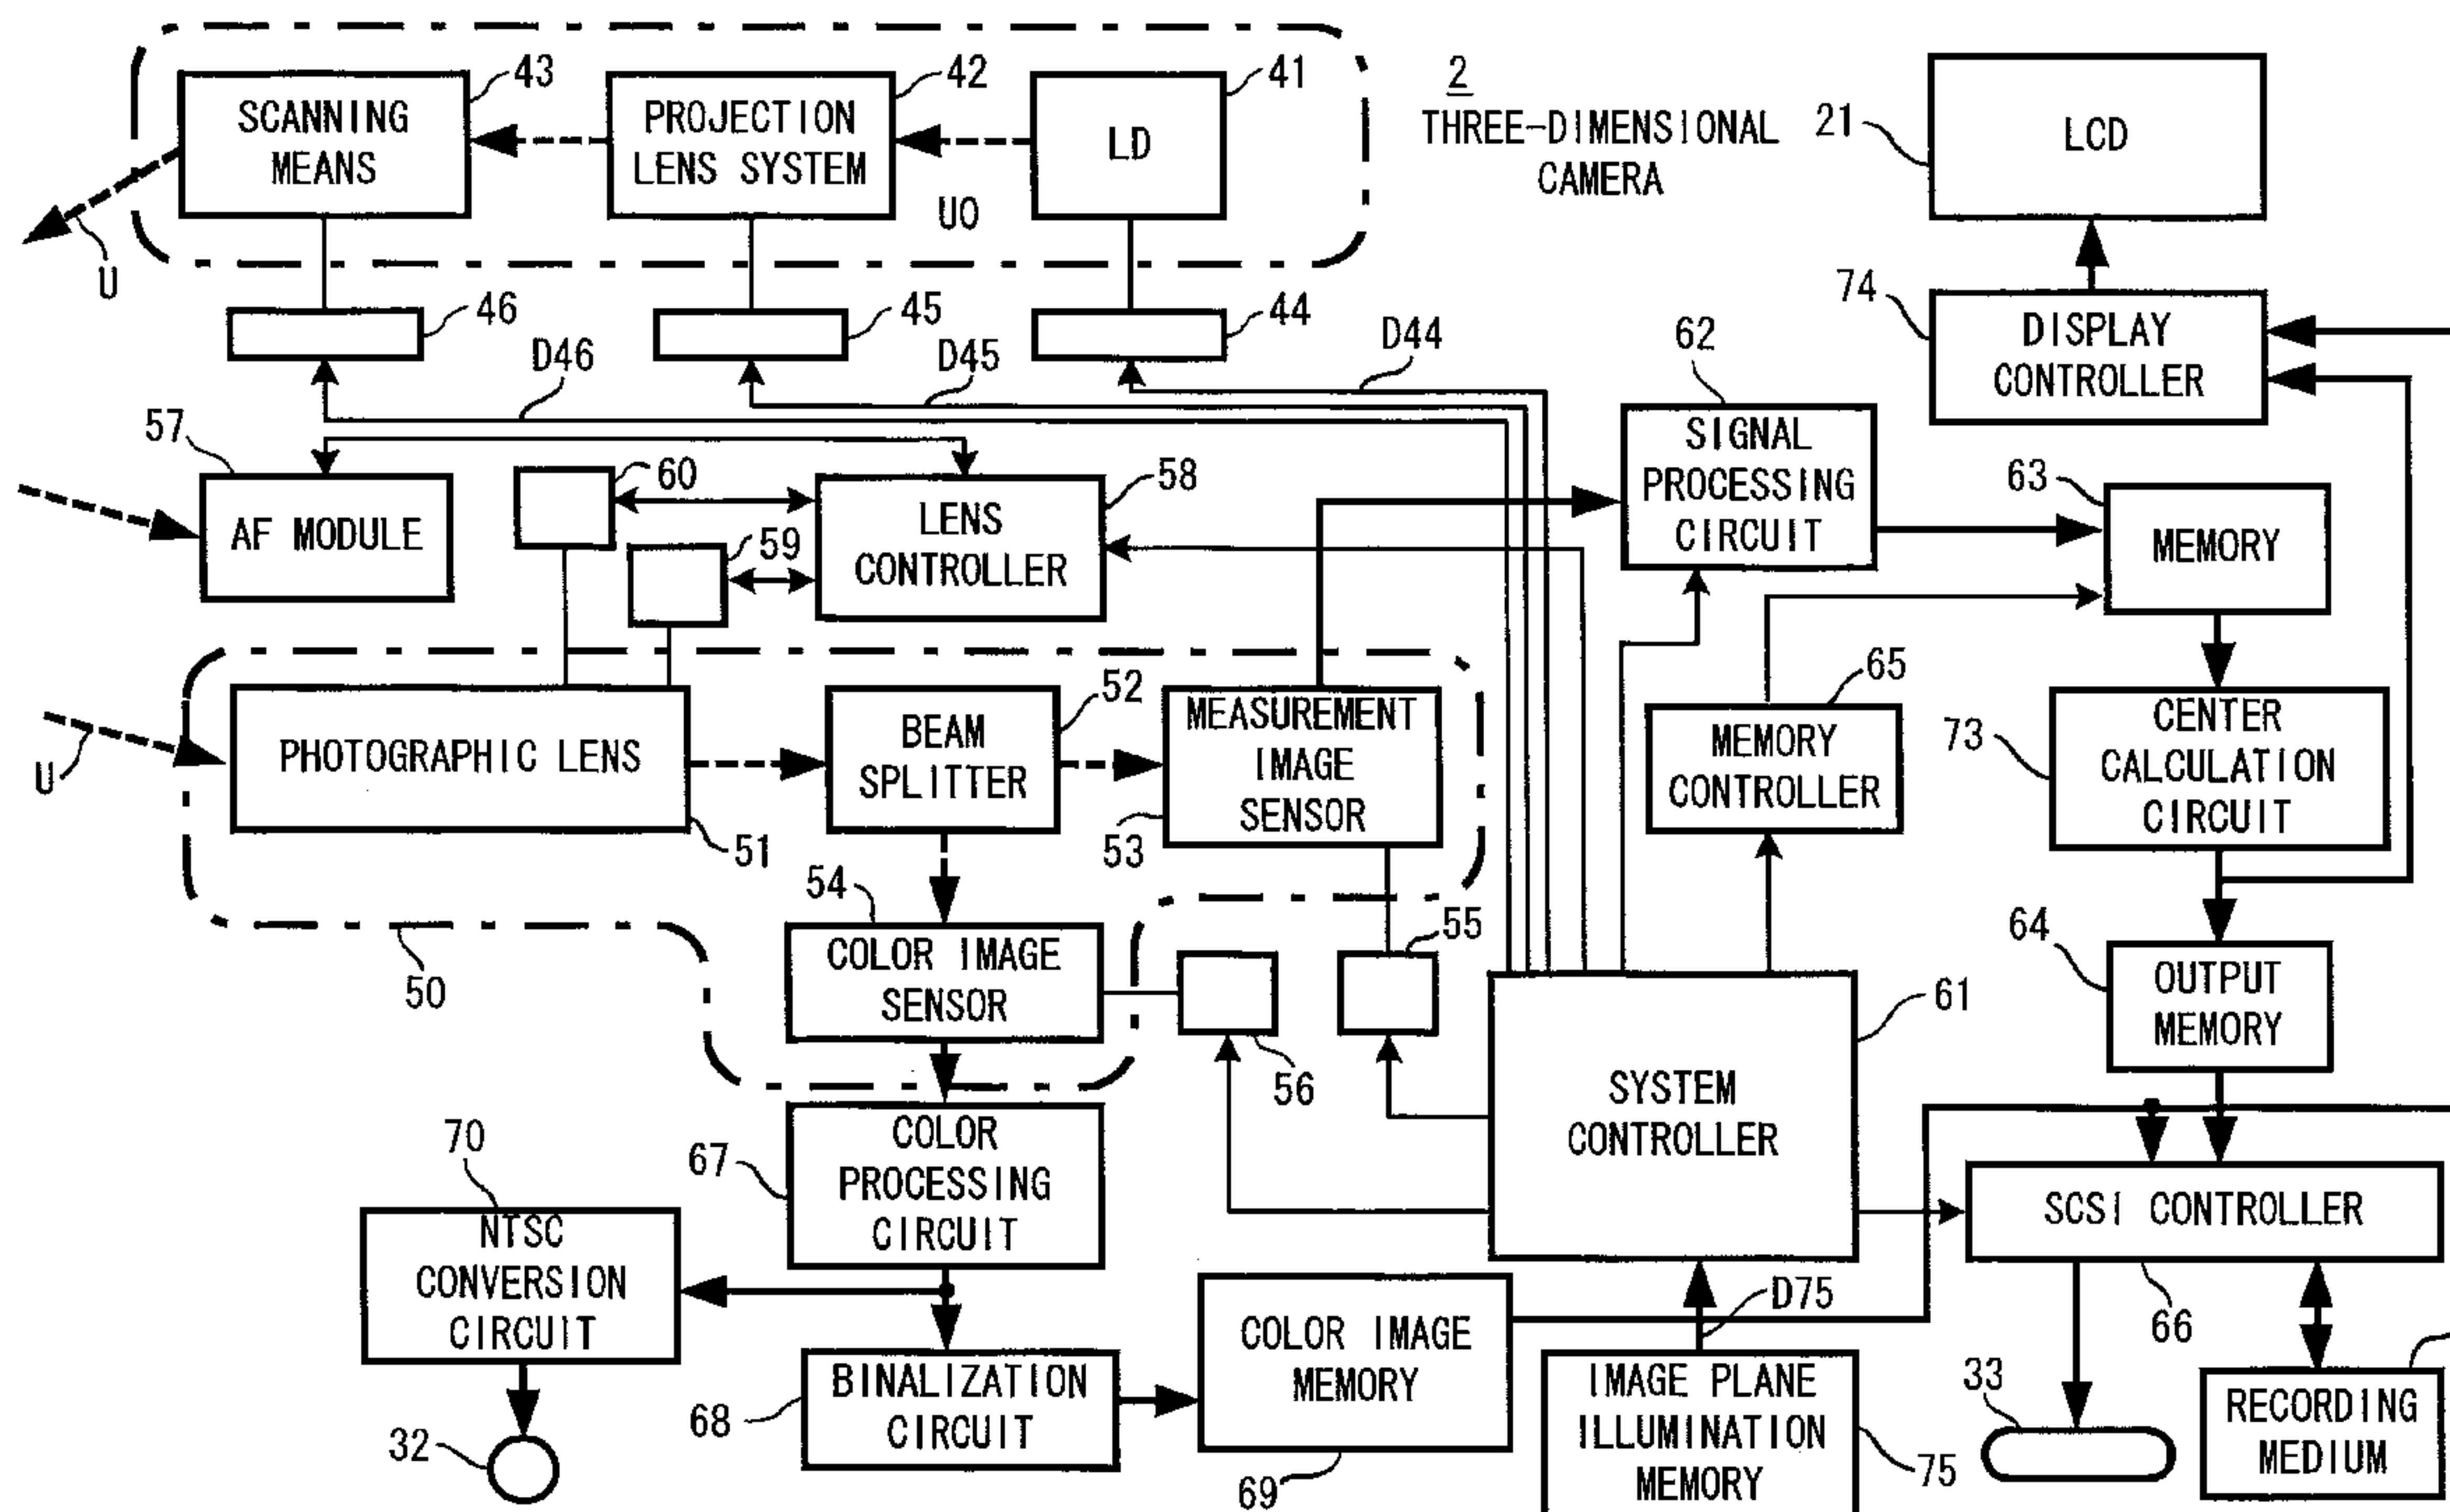 43
SCANNING
MEANS
42
PROJECTION
LENS SYSTEM
41
LD
U0
U
2
THREE-DIMENSIONAL
CAMERA
21
LCD
46
45
44
D46
D45
D44
74
DISPLAY
CONTROLLER
57
AF MODULE
60
59
58
LENS
CONTROLLER
62
SIGNAL
PROCESSING
CIRCUIT
63
MEMORY
U
PHOTOGRAPHIC LENS
51
52
BEAM
SPLITTER
MEASUREMENT
IMAGE
SENSOR
53
65
MEMORY
CONTROLLER
73
CENTER
CALCULATION
CIRCUIT
50
54
COLOR IMAGE
SENSOR
56
55
61
SYSTEM
CONTROLLER
64
OUTPUT
MEMORY
70
NTSC
CONVERSION
CIRCUIT
67
COLOR
PROCESSING
CIRCUIT
SCSI CONTROLLER
66
D75
32
68
BINALIZATION
CIRCUIT
COLOR IMAGE
MEMORY
69
IMAGE PLANE
ILLUMINATION
MEMORY
75
33
RECORDING
MEDIUM